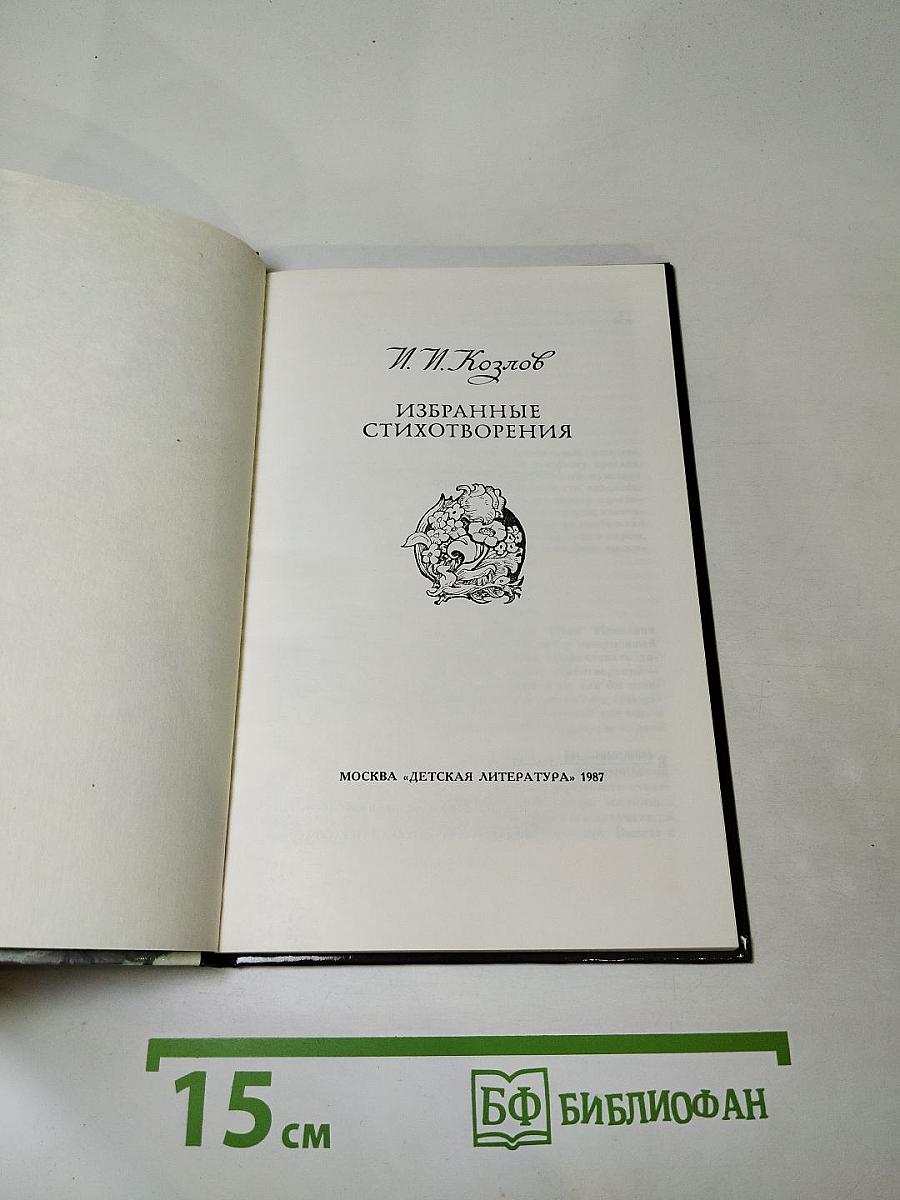 И. И. Козлов
ИЗБРАННЫЕ
СТИХОТВОРЕНИЯ
МОСКВА «ДЕТСКАЯ ЛИТЕРАТУРА» 1987
15 см
БФ БИБЛИОФАН